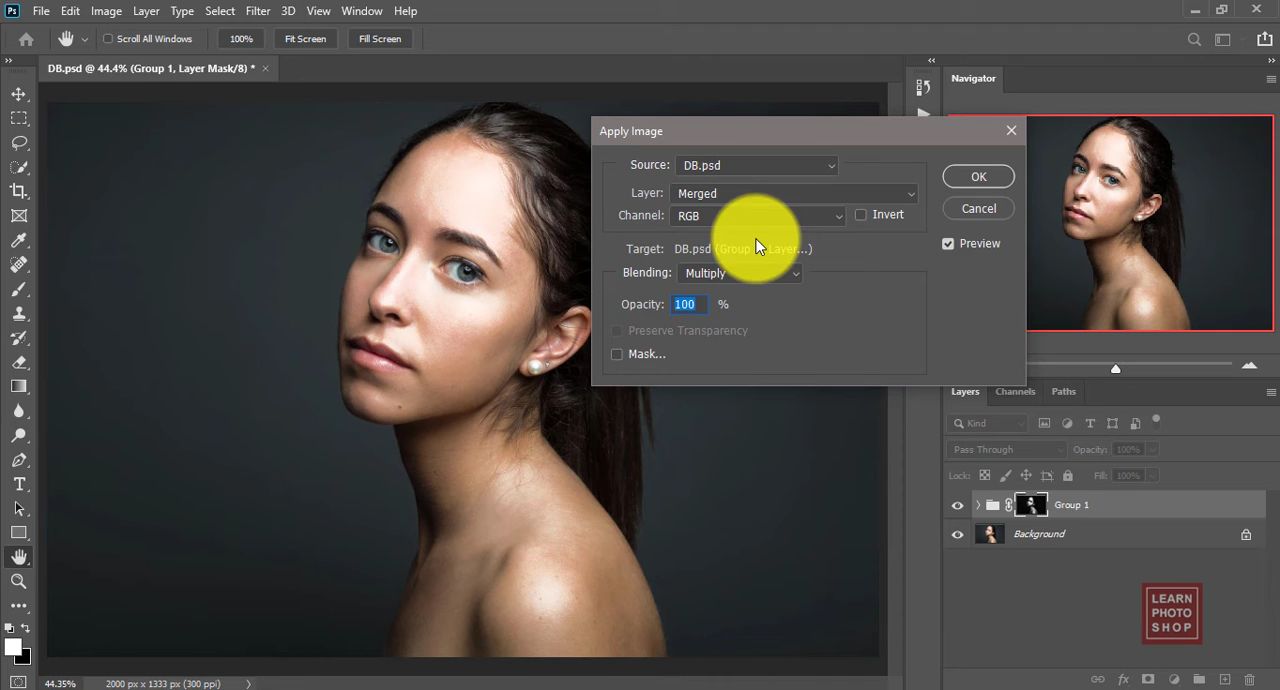 Ps File Edit Image Layer Type Select Filter 3D View Window Help
Scroll All Windows 100% Fit Screen Fill Screen
DB.psd @ 44.4% (Group 1, Layer Mask/8) * ×
Navigator
Apply Image
Source: DB.psd
OK
Layer: Merged
Channel: RGB Invert
Cancel
Target: DB.psd (Group 1, Layer...)
Preview
Blending: Multiply
Opacity: 100 %
Preserve Transparency
Mask...
Layers Channels Paths
Kind
Pass Through Opacity: 100%
Lock: Fill: 100%
Group 1
Background
LEARN
PHOTO
SHOP
44.35% 2000 px x 1333 px (300 ppi)